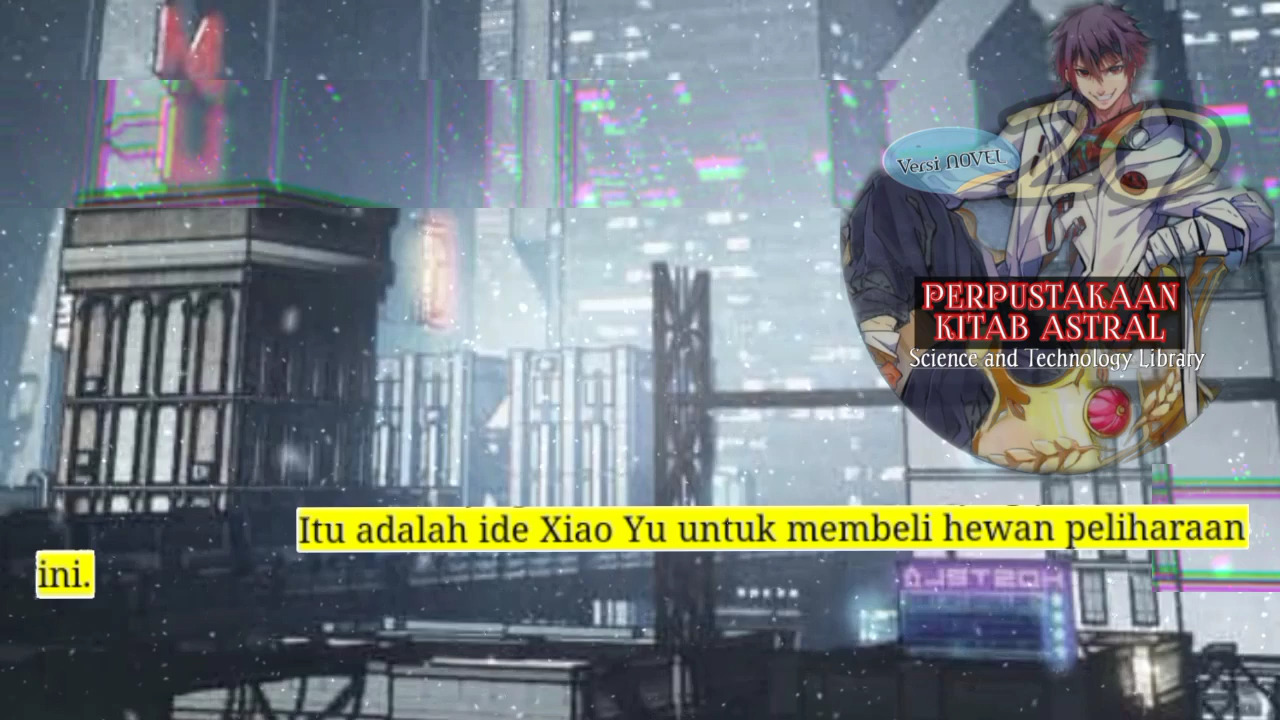 Versi NOVEL
20
PERPUSTAKAAN
KITAB ASTRAL
Science and Technology Library
Itu adalah ide Xiao Yu untuk membeli hewan peliharaan
ini.